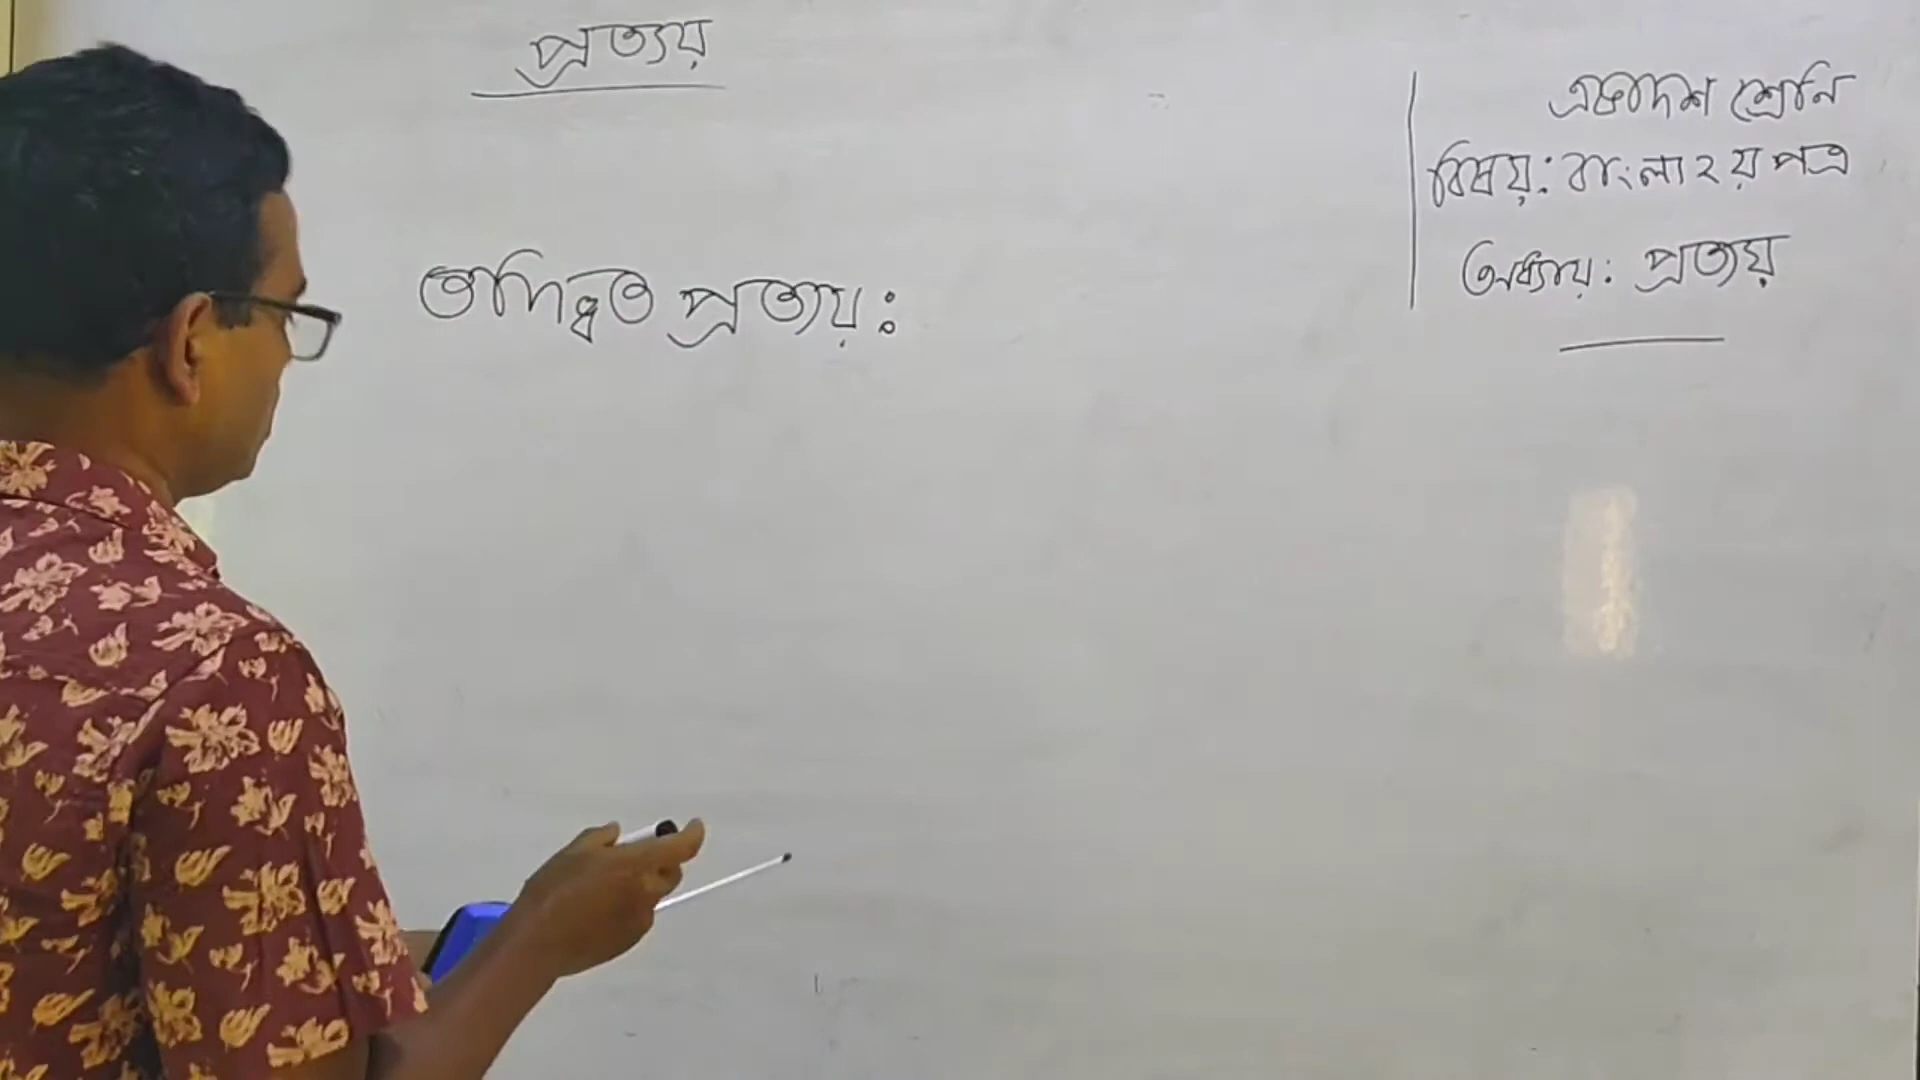 প্রত্যয়
একাদশ শ্রেনি
বিষয়: বাংলা ২য় পত্র
অধ্যায়: প্রত্যয়
তদ্ধিত প্রত্যয়: